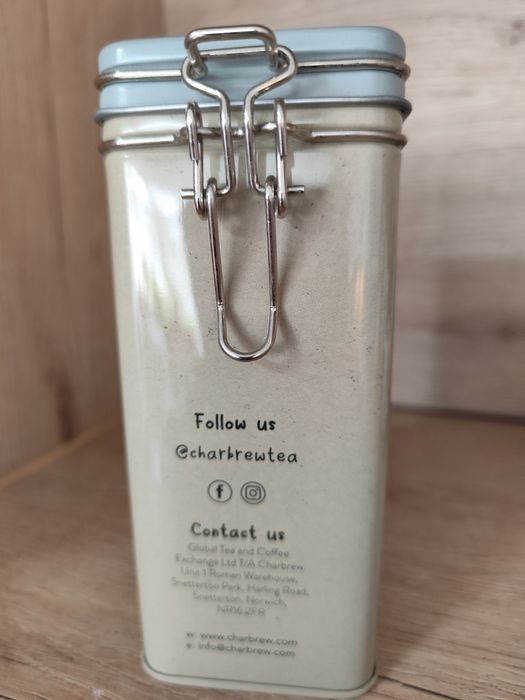 Follow us
@charbrewtea
Contact us
Global Tea and Coffee
Exchange Ltd T/A Charbrew.
Unit 1 Roman Warehouse,
Snetterton Park, Harling Road,
Snetterton, Norwich,
NR16 2FR
w: www.charbrew.com
e: info@charbrew.com